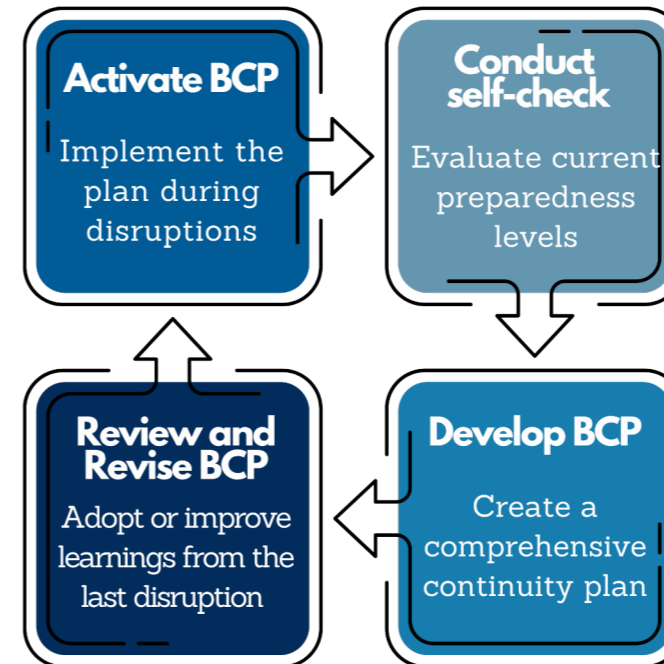 Activate BCP
Implement the
plan during
disruptions
Conduct
self-check
Evaluate current
preparedness
levels
Review and
Revise BCP
Adopt or improve
learnings from the
last disruption
Develop BCP
Create a
comprehensive
continuity plan